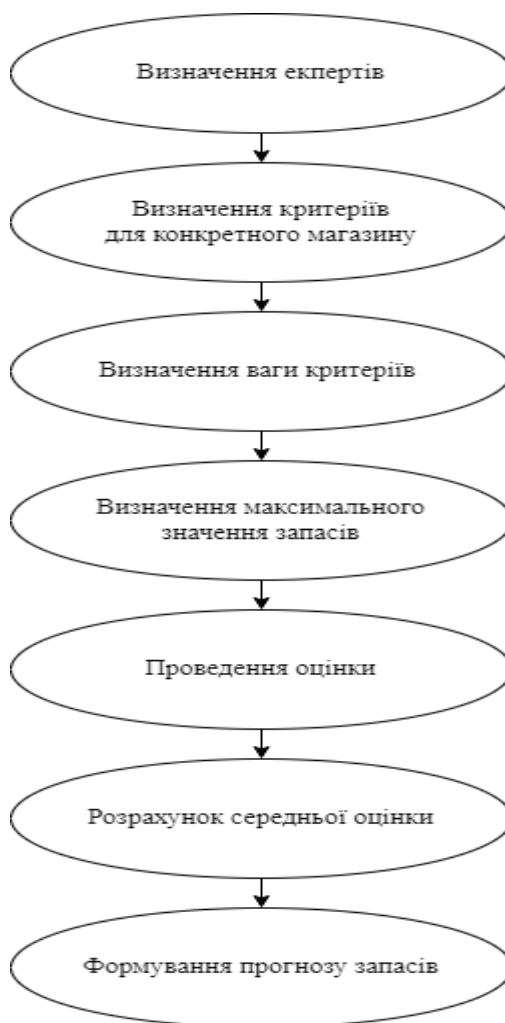 Визначення екпертів
Визначення критеріїв
для конкретного магазину
Визначення ваги критеріїв
Визначення максимального
значення запасів
Проведення оцінки
Розрахунок середньої оцінки
Формування прогнозу запасів